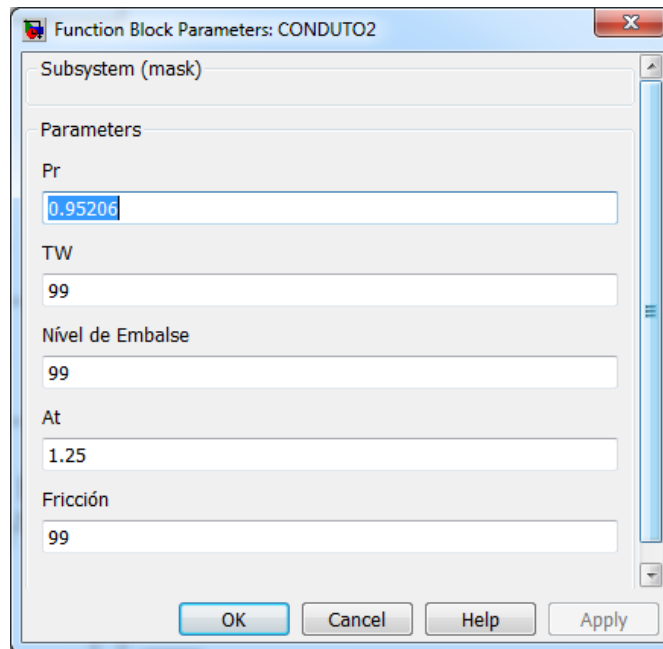 Function Block Parameters: CONDUTO2
Subsystem (mask)
Parameters
Pr
0.95206
TW
99
Nível de Embalse
99
At
1.25
Fricción
99
OK Cancel Help Apply